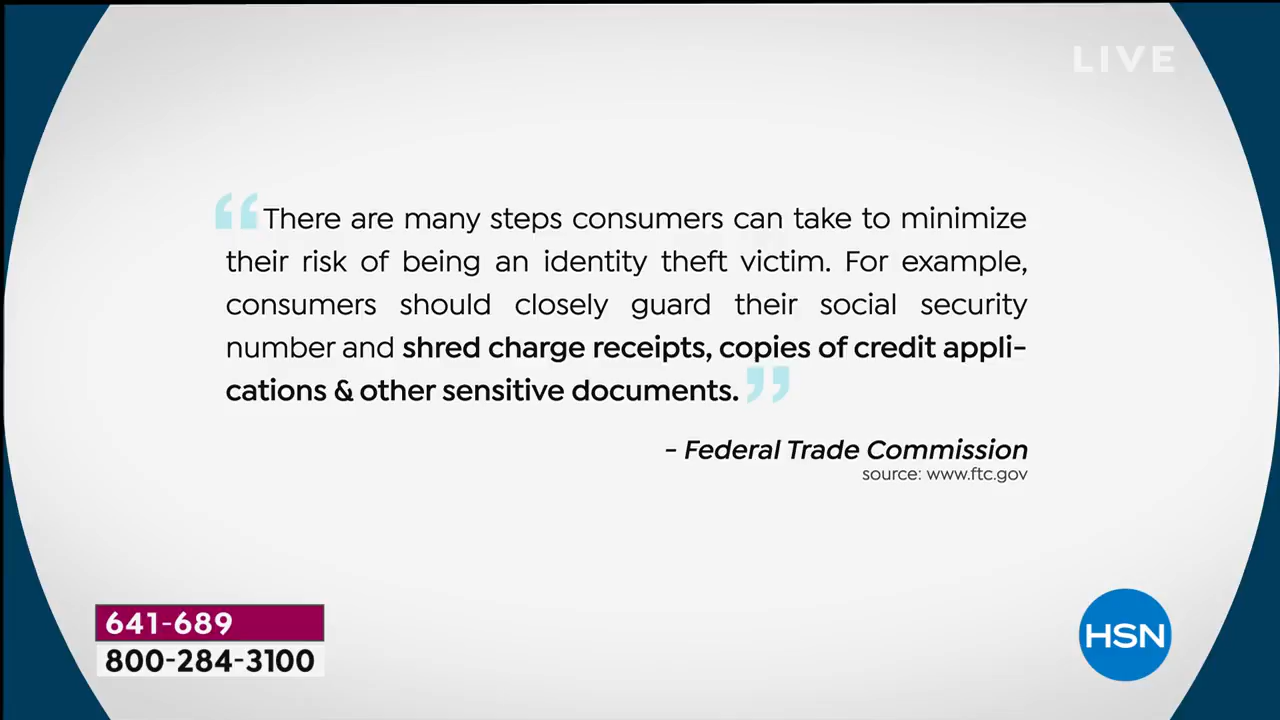 LIVE
“There are many steps consumers can take to minimize
their risk of being an identity theft victim. For example,
consumers should closely guard their social security
number and shred charge receipts, copies of credit appli-
cations & other sensitive documents.”
- Federal Trade Commission
source: www.ftc.gov
641-689
800-284-3100
HSN